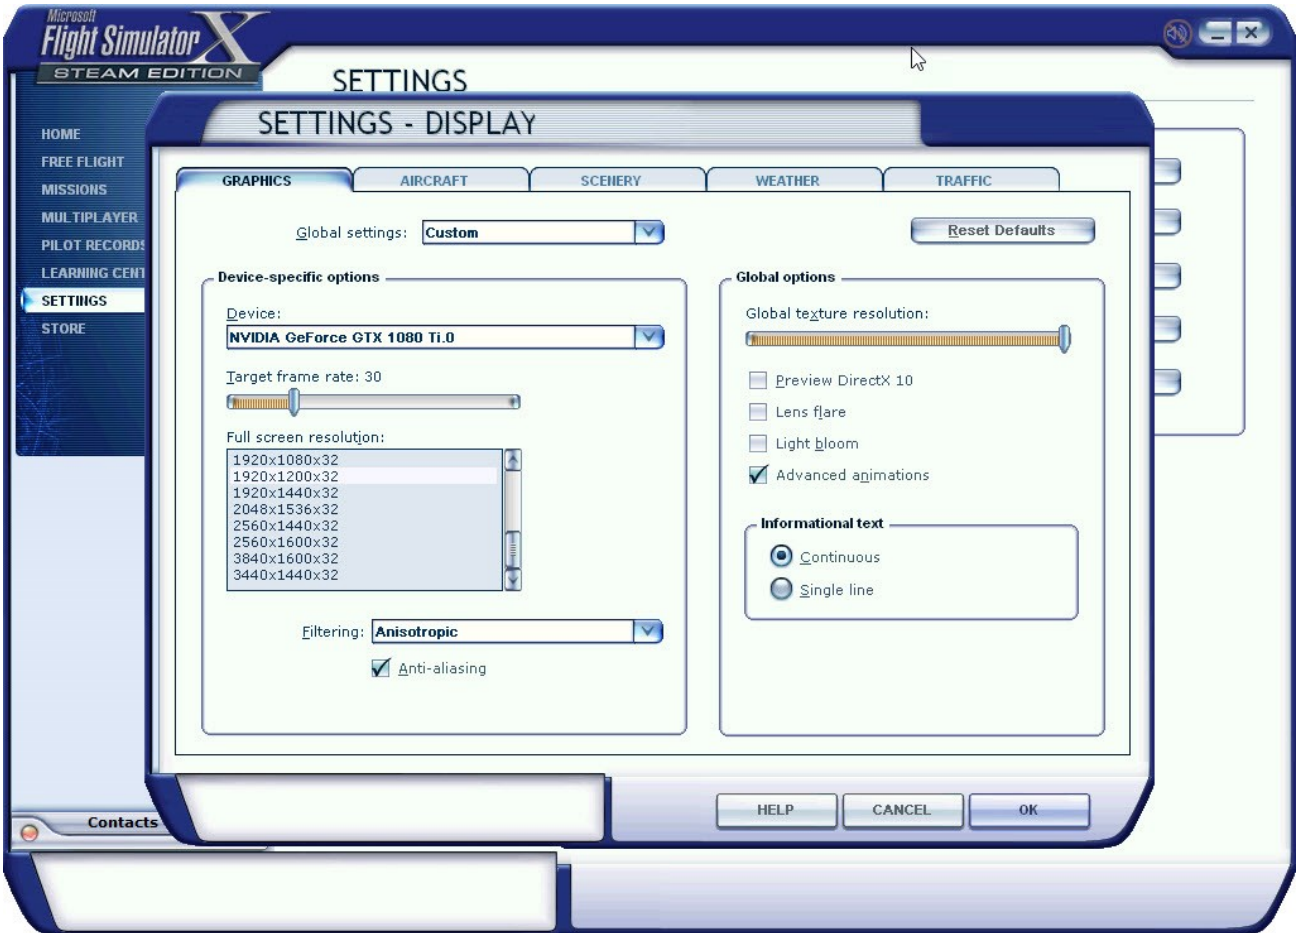 Microsoft
Flight Simulator X
STEAM EDITION
SETTINGS
SETTINGS - DISPLAY
HOME
FREE FLIGHT
MISSIONS
MULTIPLAYER
PILOT RECORDS
LEARNING CENT
SETTINGS
STORE
GRAPHICS
AIRCRAFT
SCENERY
WEATHER
TRAFFIC
Global settings: Custom
Reset Defaults
Device-specific options
Device:
NVIDIA GeForce GTX 1080 Ti.0
Target frame rate: 30
Full screen resolution:
1920x1080x32
1920x1200x32
1920x1440x32
2048x1536x32
2560x1440x32
2560x1600x32
3840x1600x32
3440x1440x32
Filtering: Anisotropic
Anti-aliasing
Global options
Global texture resolution:
Preview DirectX 10
Lens flare
Light bloom
Advanced animations
Informational text
Continuous
Single line
HELP
CANCEL
OK
Contacts